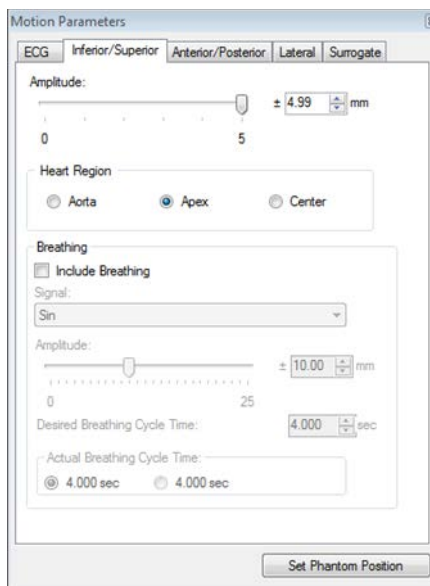 Motion Parameters
ECG Inferior/Superior Anterior/Posterior Lateral Surrogate
Amplitude:
± 4.99 mm
0 5
Heart Region
Aorta Apex Center
Breathing
Include Breathing
Signal:
Sin
Amplitude:
± 10.00 mm
0 25
Desired Breathing Cycle Time: 4.000 sec
Actual Breathing Cycle Time:
4.000 sec 4.000 sec
Set Phantom Position